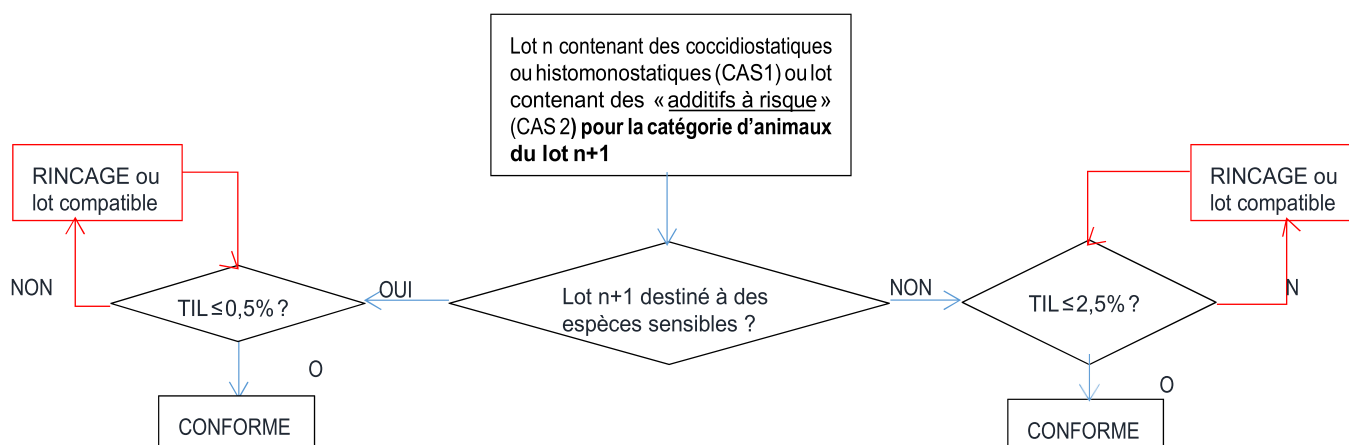 Lot n contenant des coccidiostatiques
ou histomonostatiques (CAS1) ou lot
contenant des «additifs à risque»
(CAS 2) pour la catégorie d'animaux
du lot n+1
RINCAGE ou
lot compatible
RINCAGE ou
lot compatible
NON
TIL ≤ 0,5% ?
OUI
Lot n+1 destiné à des
espèces sensibles ?
NON
TIL ≤ 2,5% ?
N
O
O
CONFORME
CONFORME